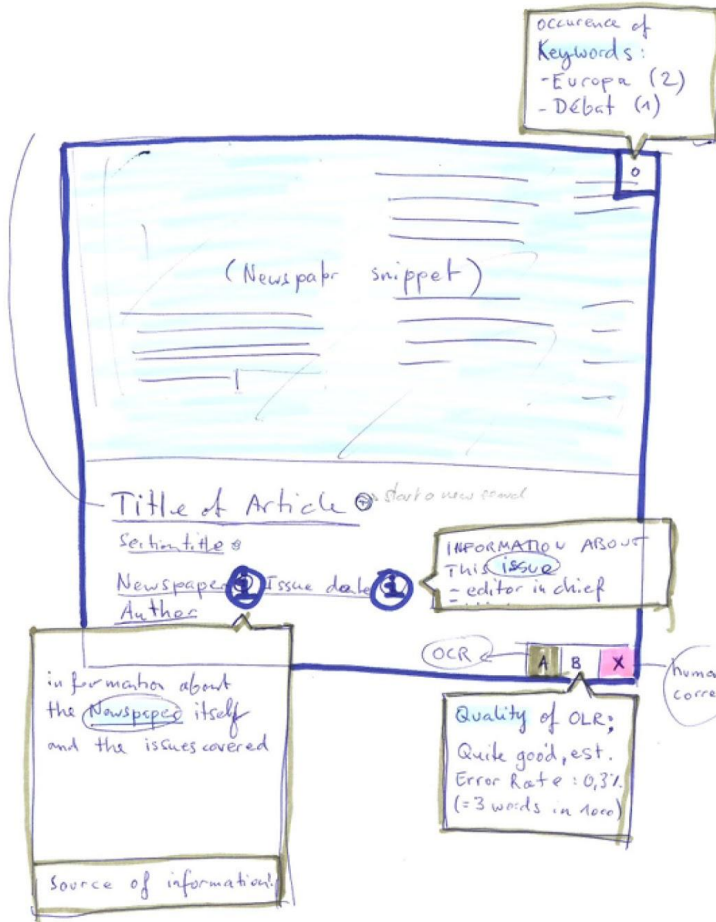 occurence of
Keywords:
- Europa (2)
- Débat (1)
O
(Newspaper snippet)
Title of Article
start a new
Section title
Newspaper i Issue date i
Author
INFORMATION ABOUT
This issue
- editor in chief
information about
the Newspaper itself
and the issues covered
Source of information!
OCR
A B X
human
corre
Quality of OLR;
Quite good, est.
Error Rate: 0,3%
(= 3 words in 1000)